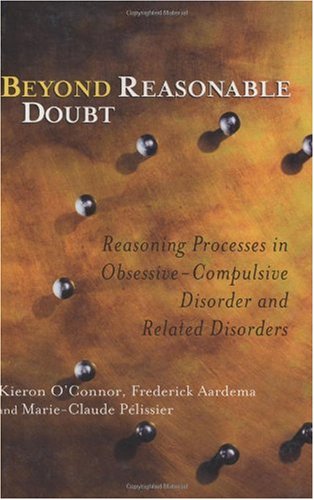 BEYOND REASONABLE
DOUBT
Reasoning Processes in
Obsessive-Compulsive
Disorder and
Related Disorders
Kieron O'Connor, Frederick Aardema
and Marie-Claude Pélissier